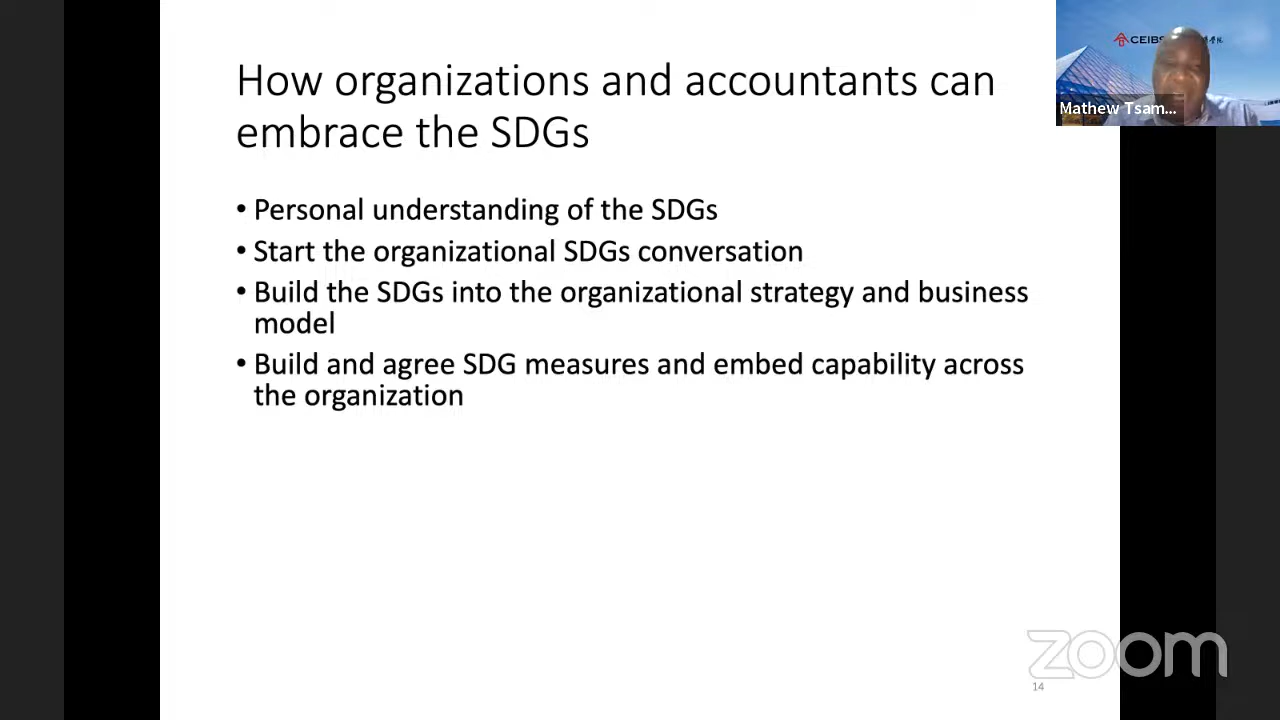 How organizations and accountants can
embrace the SDGs
• Personal understanding of the SDGs
• Start the organizational SDGs conversation
• Build the SDGs into the organizational strategy and business
model
• Build and agree SDG measures and embed capability across
the organization
CEIBS
Mathew Tsam...
zoom
14